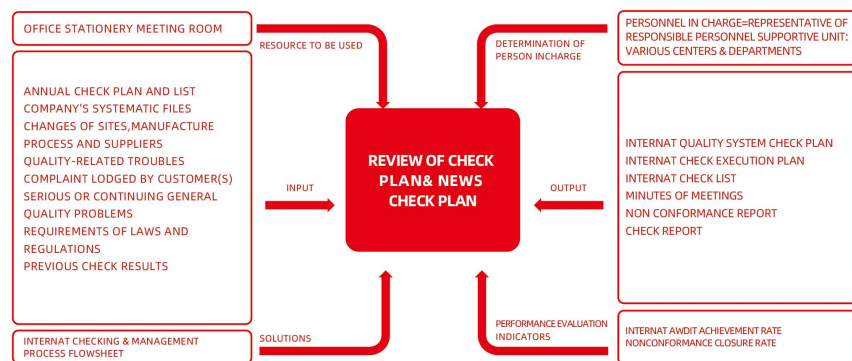 OFFICE STATIONERY MEETING ROOM
RESOURCE TO BE USED
ANNUAL CHECK PLAN AND LIST
COMPANY'S SYSTEMATIC FILES
CHANGES OF SITES,MANUFACTURE
PROCESS AND SUPPLIERS
QUALITY-RELATED TROUBLES
COMPLAINT LODGED BY CUSTOMER(S)
SERIOUS OR CONTINUING GENERAL
QUALITY PROBLEMS
REQUIREMENTS OF LAWS AND
REGULATIONS
PREVIOUS CHECK RESULTS
INPUT
INTERNAT CHECKING & MANAGEMENT
PROCESS FLOWSHEET
SOLUTIONS
REVIEW OF CHECK
PLAN& NEWS
CHECK PLAN
DETERMINATION OF
PERSON INCHARGE
PERSONNEL IN CHARGE=REPRESENTATIVE OF
RESPONSIBLE PERSONNEL SUPPORTIVE UNIT:
VARIOUS CENTERS & DEPARTMENTS
OUTPUT
INTERNAT QUALITY SYSTEM CHECK PLAN
INTERNAT CHECK EXECUTION PLAN
INTERNAT CHECK LIST
MINUTES OF MEETINGS
NON CONFORMANCE REPORT
CHECK REPORT
PERFORMANCE EVALUATION
INDICATORS
INTERNAT AWDIT ACHIEVEMENT RATE
NONCONFORMANCE CLOSURE RATE